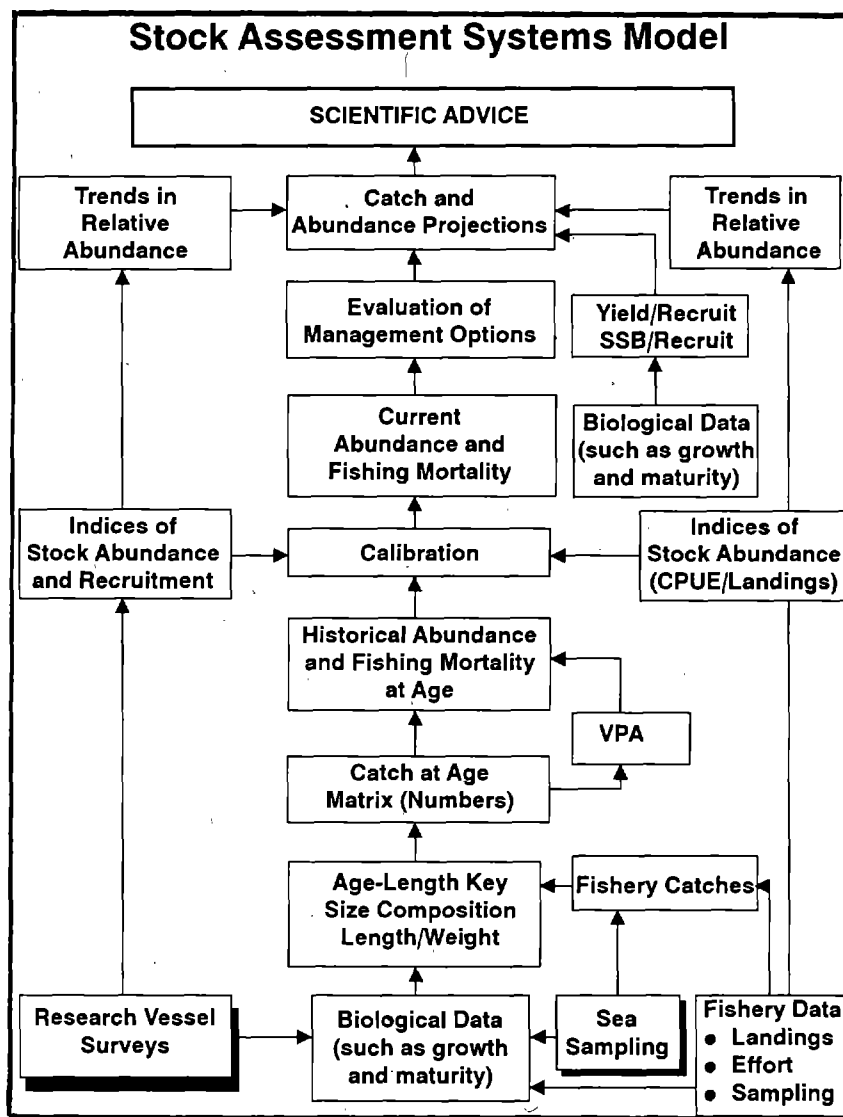 Stock Assessment Systems Model
SCIENTIFIC ADVICE
Trends in
Relative
Abundance
Catch and
Abundance Projections
Trends in
Relative
Abundance
Evaluation of
Management Options
Yield/Recruit
SSB/Recruit
Current
Abundance and
Fishing Mortality
Biological Data
(such as growth
and maturity)
Indices of
Stock Abundance
and Recruitment
Calibration
Indices of
Stock Abundance
(CPUE/Landings)
Historical Abundance
and Fishing Mortality
at Age
VPA
Catch at Age
Matrix (Numbers)
Age-Length Key
Size Composition
Length/Weight
Fishery Catches
Research Vessel
Surveys
Biological Data
(such as growth
and maturity)
Sea
Sampling
Fishery Data
● Landings
● Effort
● Sampling